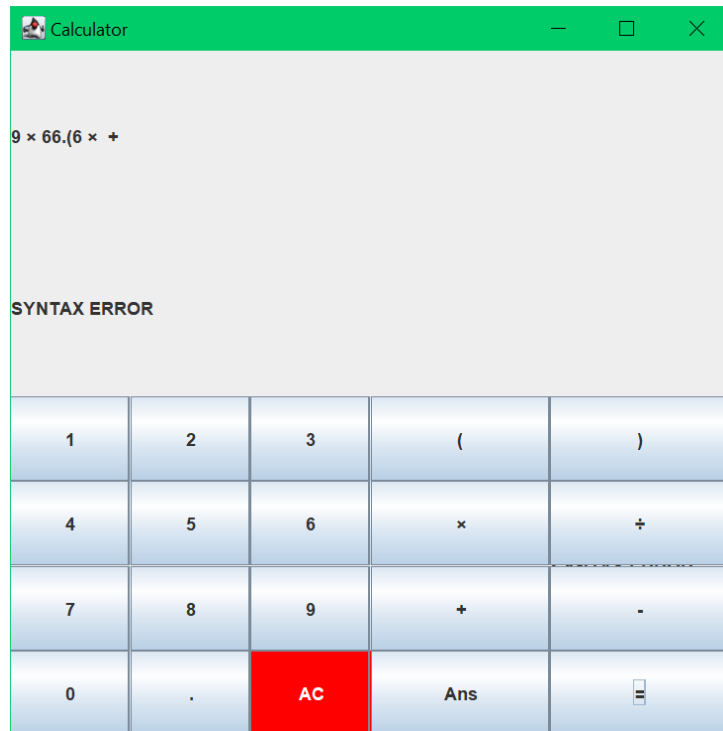 Calculator
9 × 66.(6 ×  +
SYNTAX ERROR
1 2 3 ( )
4 5 6 × ÷
7 8 9 + -
0 . AC Ans =